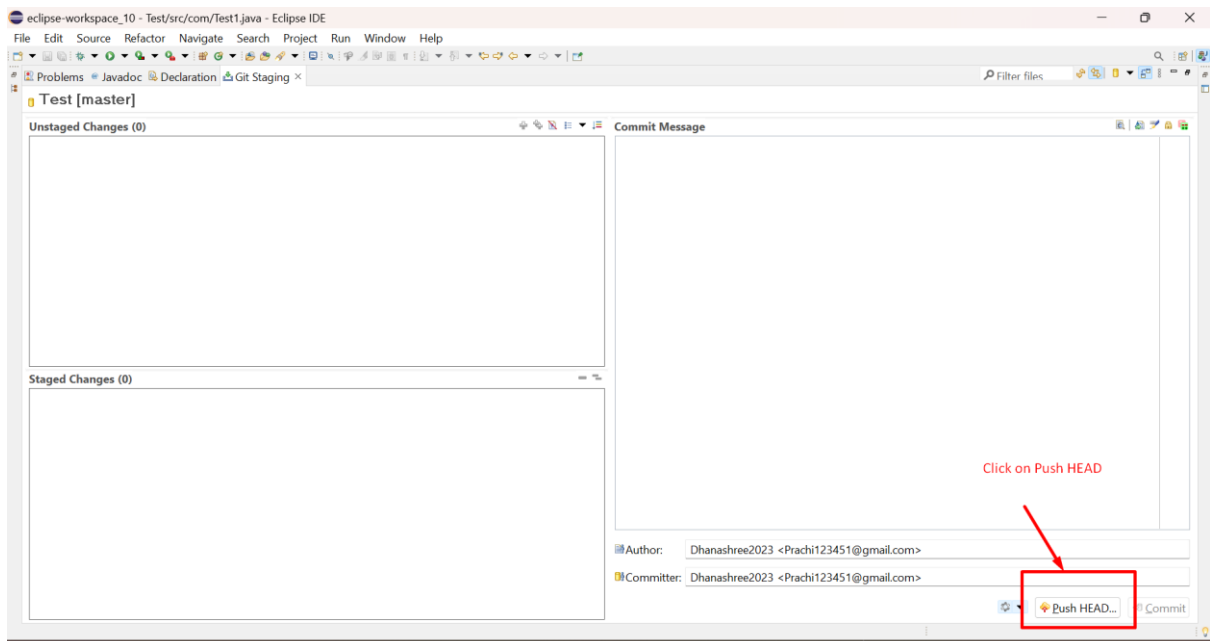 eclipse-workspace_10 - Test/src/com/Test1.java - Eclipse IDE
File Edit Source Refactor Navigate Search Project Run Window Help
Problems Javadoc Declaration Git Staging
Filter files
Test [master]
Unstaged Changes (0)
Commit Message
Staged Changes (0)
Click on Push HEAD
Author: Dhanashree2023 <Prachi123451@gmail.com>
Committer: Dhanashree2023 <Prachi123451@gmail.com>
Push HEAD... Commit